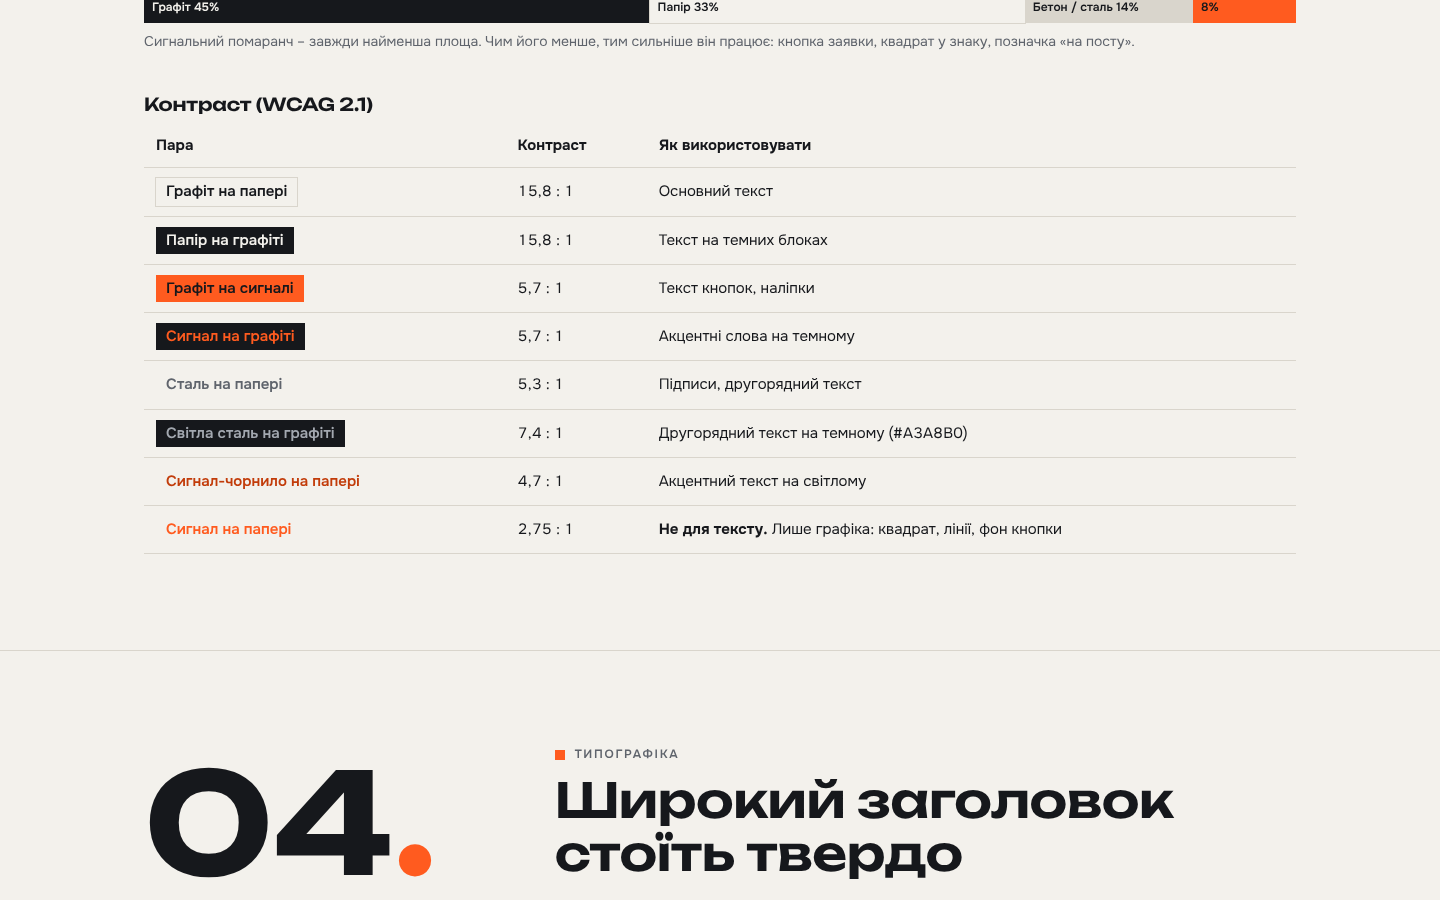 Графіт 45% Папір 33% Бетон / сталь 14% 8%
Сигнальний помаранч – завжди найменша площа. Чим його менше, тим сильніше він працює: кнопка заявки, квадрат у знаку, позначка «на посту».
Контраст (WCAG 2.1)
Пара Контраст Як використовувати
Графіт на папері 15,8 : 1 Основний текст
Папір на графіті 15,8 : 1 Текст на темних блоках
Графіт на сигналі 5,7 : 1 Текст кнопок, наліпки
Сигнал на графіті 5,7 : 1 Акцентні слова на темному
Сталь на папері 5,3 : 1 Підписи, другорядний текст
Світла сталь на графіті 7,4 : 1 Другорядний текст на темному (#A3A8B0)
Сигнал-чорнило на папері 4,7 : 1 Акцентний текст на світлому
Сигнал на папері 2,75 : 1 Не для тексту. Лише графіка: квадрат, лінії, фон кнопки
04.
ТИПОГРАФІКА
Широкий заголовок
стоїть твердо